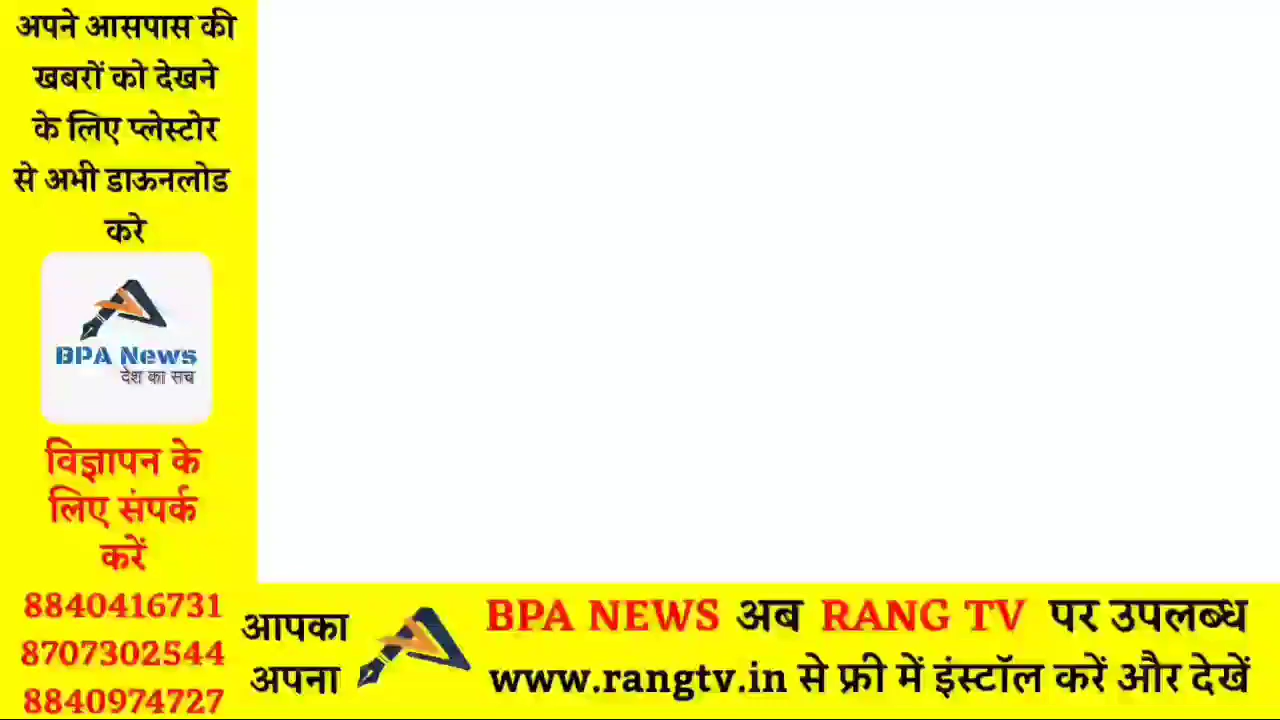 अपने आसपास की
खबरों को देखने
के लिए प्लेस्टोर
से अभी डाऊनलोड
करे
BPA News
देश का सच
विज्ञापन के
लिए संपर्क
करें
8840416731
8707302544
8840974727
आपका
अपना
BPA NEWS अब RANG TV पर उपलब्ध
www.rangtv.in से फ्री में इंस्टॉल करें और देखें